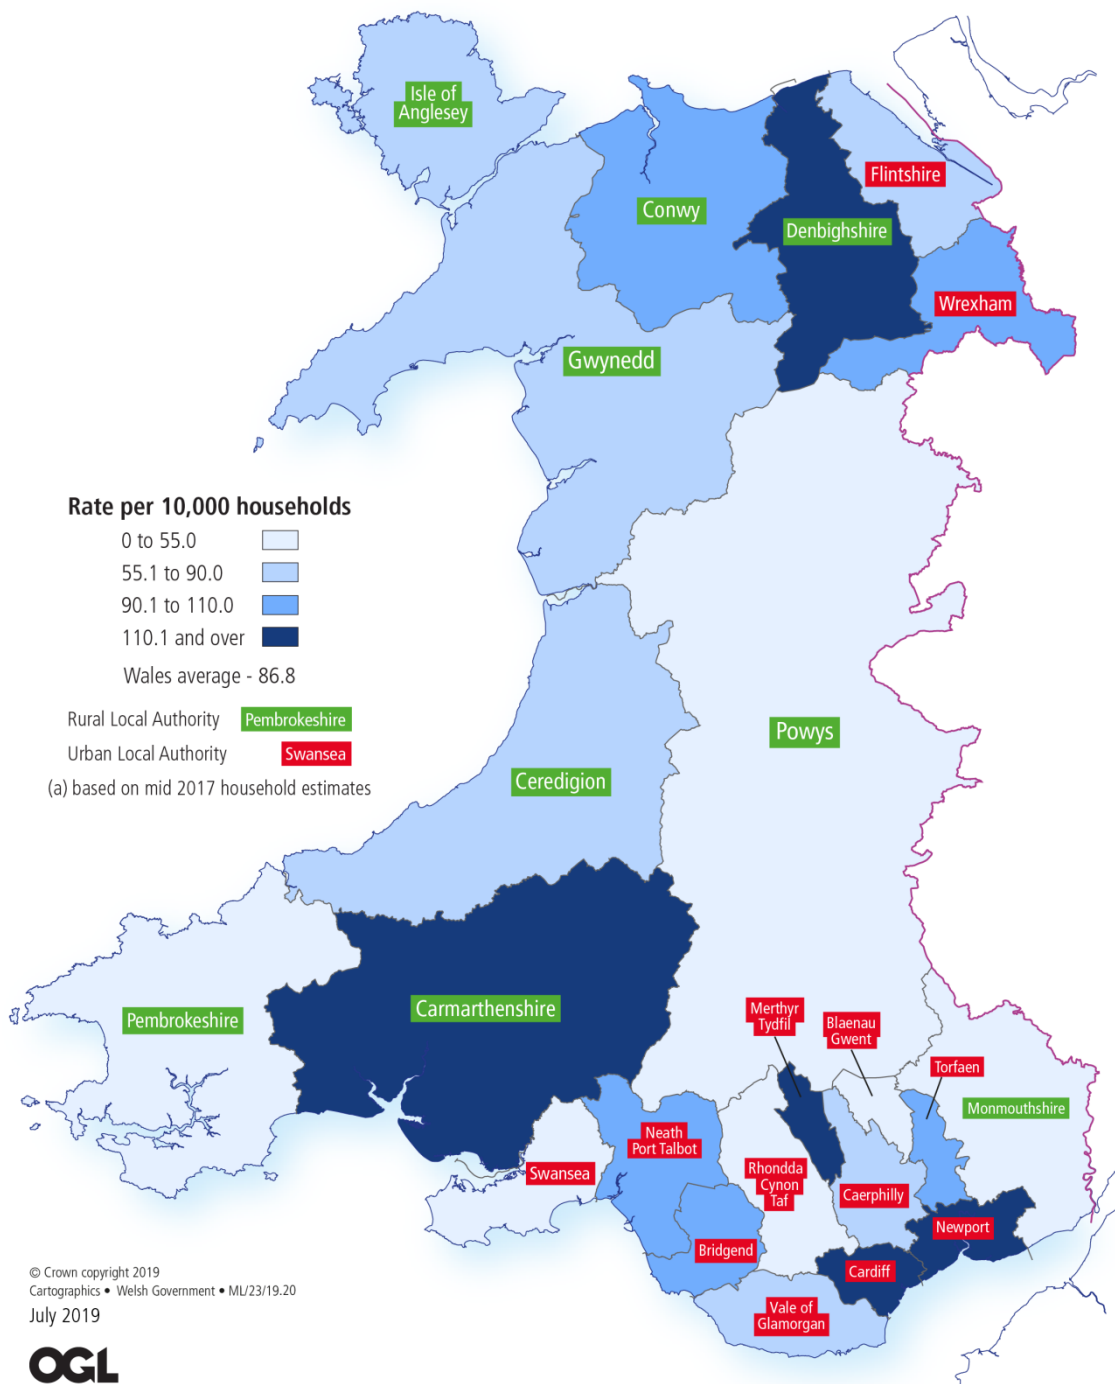 Isle of
Anglesey
Flintshire
Conwy
Denbighshire
Wrexham
Gwynedd
Rate per 10,000 households
0 to 55.0
55.1 to 90.0
90.1 to 110.0
110.1 and over
Wales average - 86.8
Rural Local Authority Pembrokeshire
Urban Local Authority Swansea
(a) based on mid 2017 household estimates
Powys
Ceredigion
Carmarthenshire
Pembrokeshire
Merthyr
Tydfil
Blaenau
Gwent
Torfaen
Monmouthshire
Neath
Port Talbot
Swansea
Rhondda
Cynon
Taf
Caerphilly
Newport
Bridgend
Cardiff
Vale of
Glamorgan
© Crown copyright 2019
Cartographics • Welsh Government • ML/23/19.20
July 2019
OGL